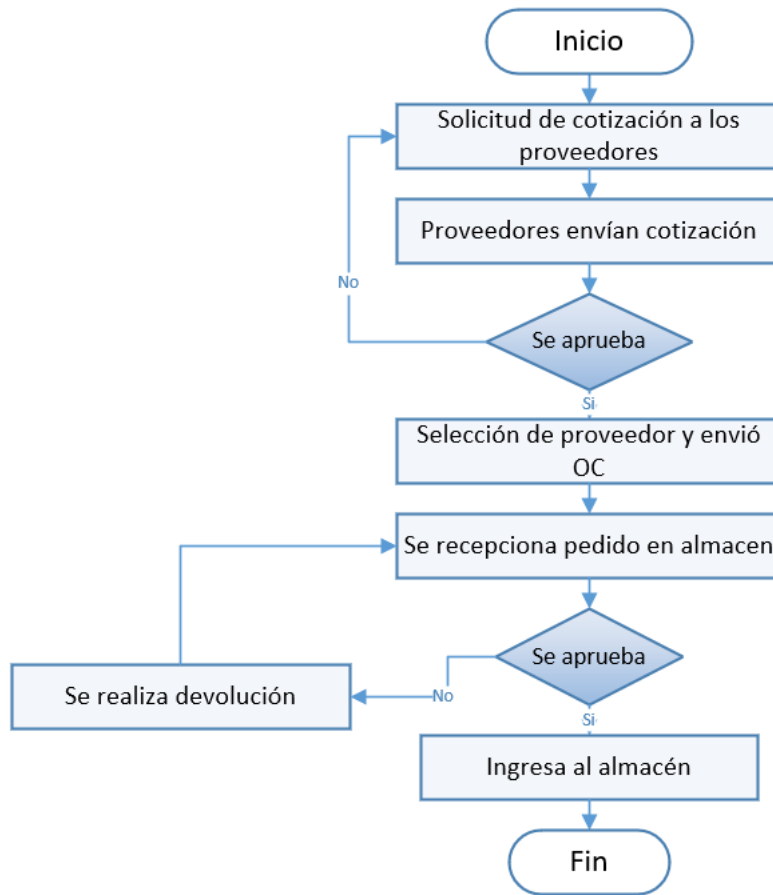 Inicio
Solicitud de cotización a los
proveedores
Proveedores envían cotización
No
Se aprueba
Si
Selección de proveedor y envió
OC
Se recepciona pedido en almacen
Se aprueba
No
Se realiza devolución
Si
Ingresa al almacén
Fin